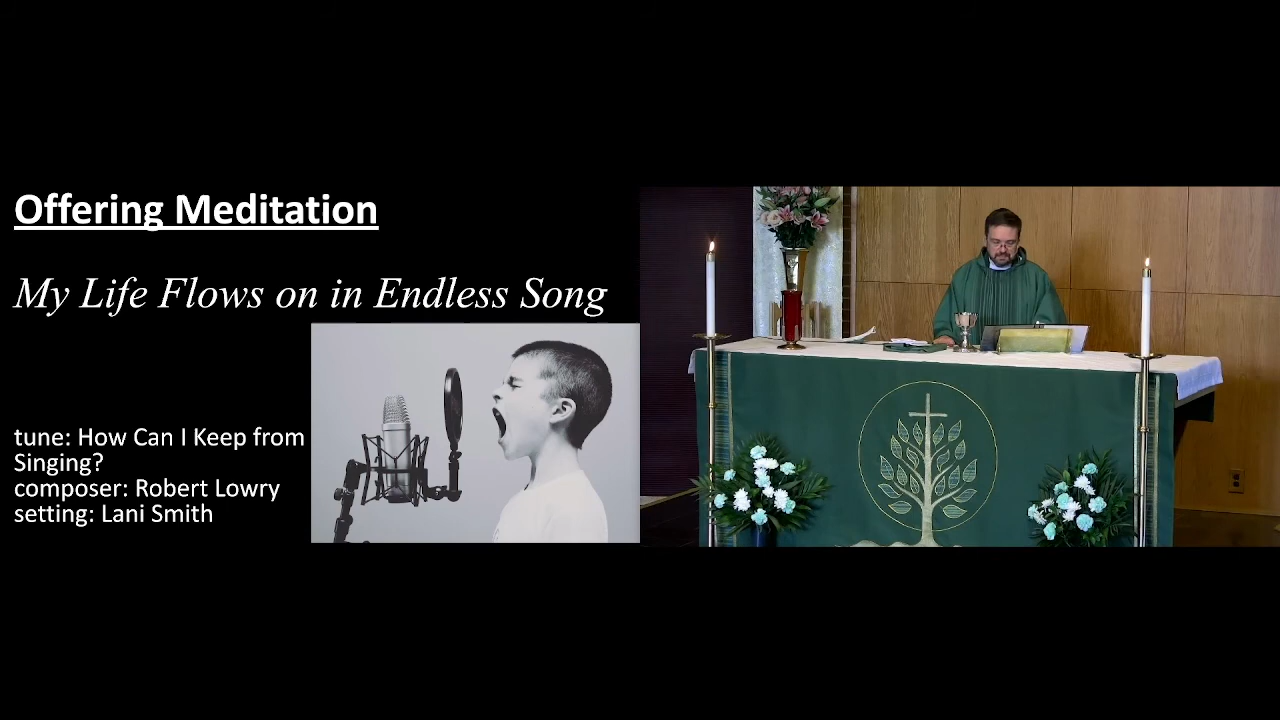 Offering Meditation
My Life Flows on in Endless Song
tune: How Can I Keep from
Singing?
composer: Robert Lowry
setting: Lani Smith